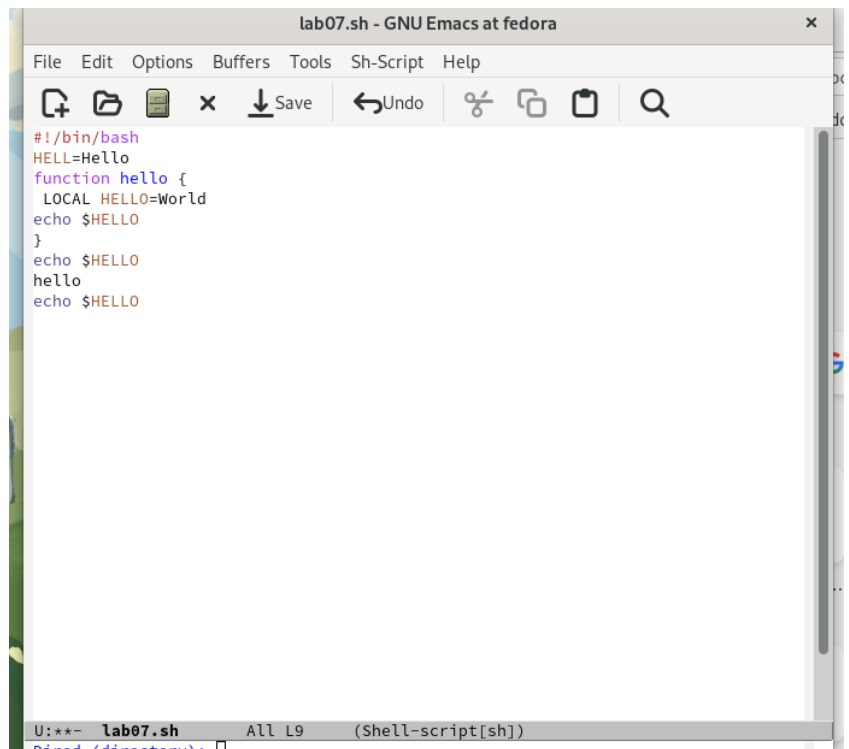 lab07.sh - GNU Emacs at fedora ×
File Edit Options Buffers Tools Sh-Script Help
Save Undo
#!/bin/bash
HELL=Hello
function hello {
 LOCAL HELLO=World
echo $HELLO
}
echo $HELLO
hello
echo $HELLO
U:**- lab07.sh All L9 (Shell-script[sh])
Dired (directory):